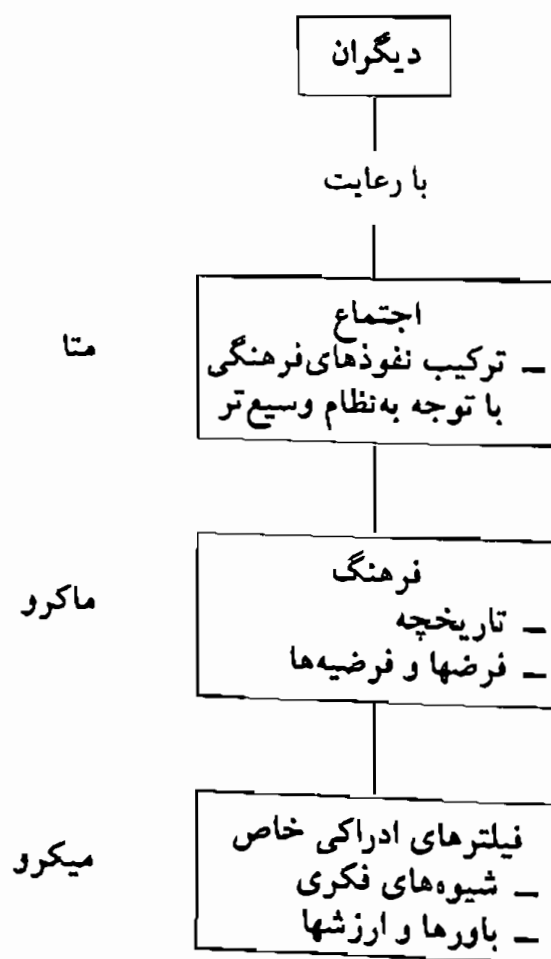 دیگران
با رعایت
اجتماع
متا
– ترکیب نفوذهای فرهنگی
با توجه به نظام وسیع‌تر
فرهنگ
ماکرو
– تاریخچه
– فرضها و فرضیه‌ها
فیلترهای ادراکی خاص
میکرو
– شیوه‌های فکری
– باورها و ارزشها